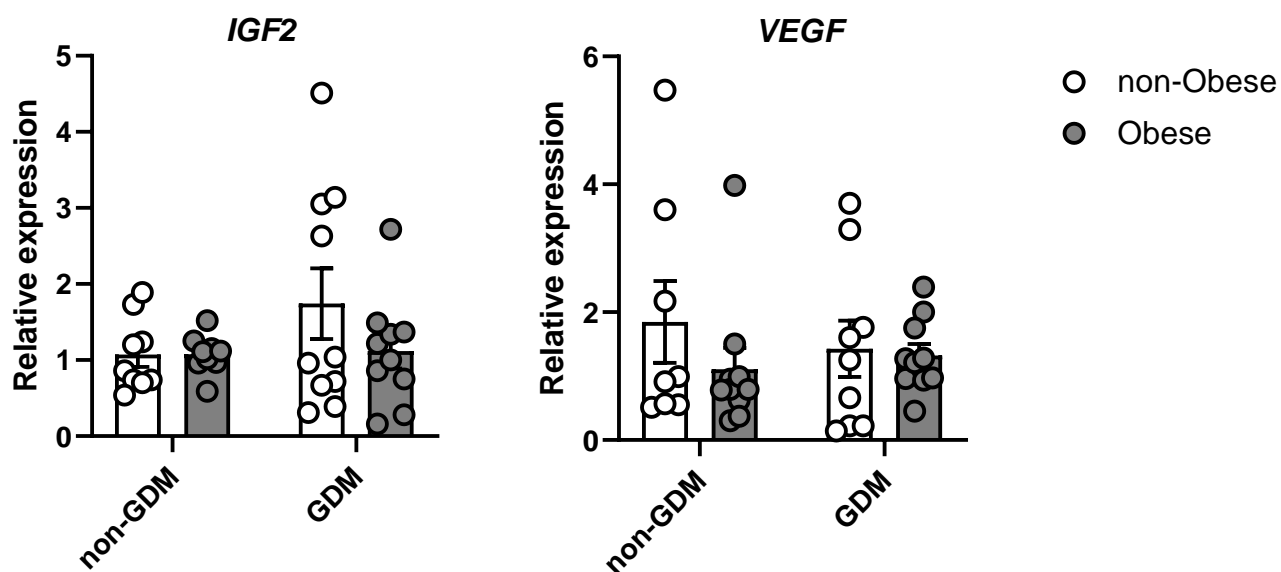 IGF2
Relative expression
5
4
3
2
1
0
non-GDM
GDM
VEGF
Relative expression
6
4
2
0
non-GDM
GDM
non-Obese
Obese